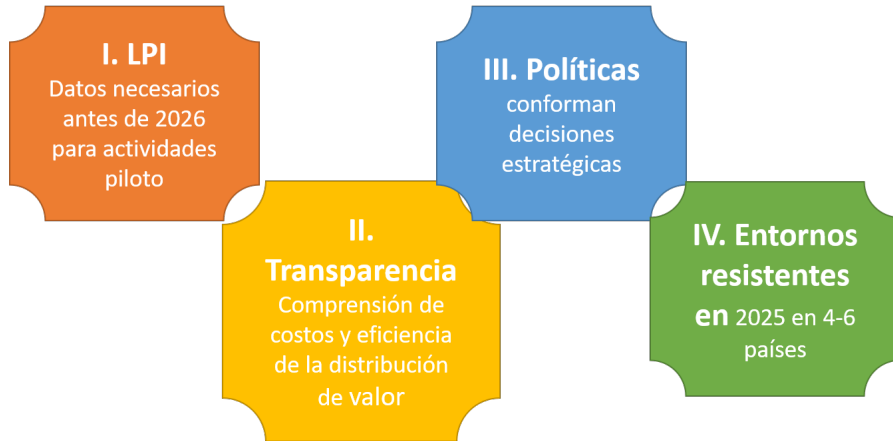 I. LPI
Datos necesarios
antes de 2026
para actividades
piloto
II.
Transparencia
Comprensión de
costos y eficiencia
de la distribución
de valor
III. Políticas
conforman
decisiones
estratégicas
IV. Entornos
resistentes
en 2025 en 4-6
países